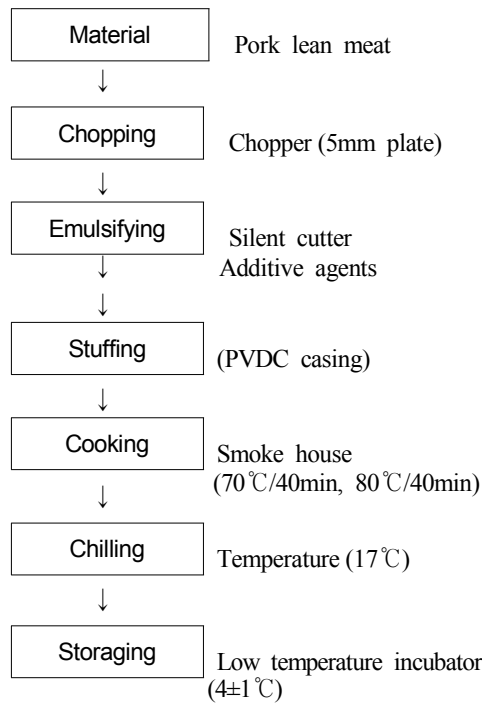 Material
Pork lean meat
↓
Chopping
Chopper (5mm plate)
↓
Emulsifying
Silent cutter
Additive agents
↓
↓
Stuffing
(PVDC casing)
↓
Cooking
Smoke house
(70℃/40min, 80℃/40min)
↓
Chilling
Temperature (17℃)
↓
Storaging
Low temperature incubator
(4±1℃)